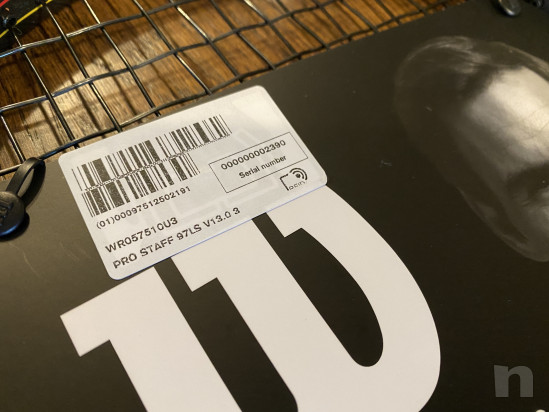 000000002390
Serial number
(01)00097512502191
WR057510U3
PRO STAFF 97LS V13.0 3
n